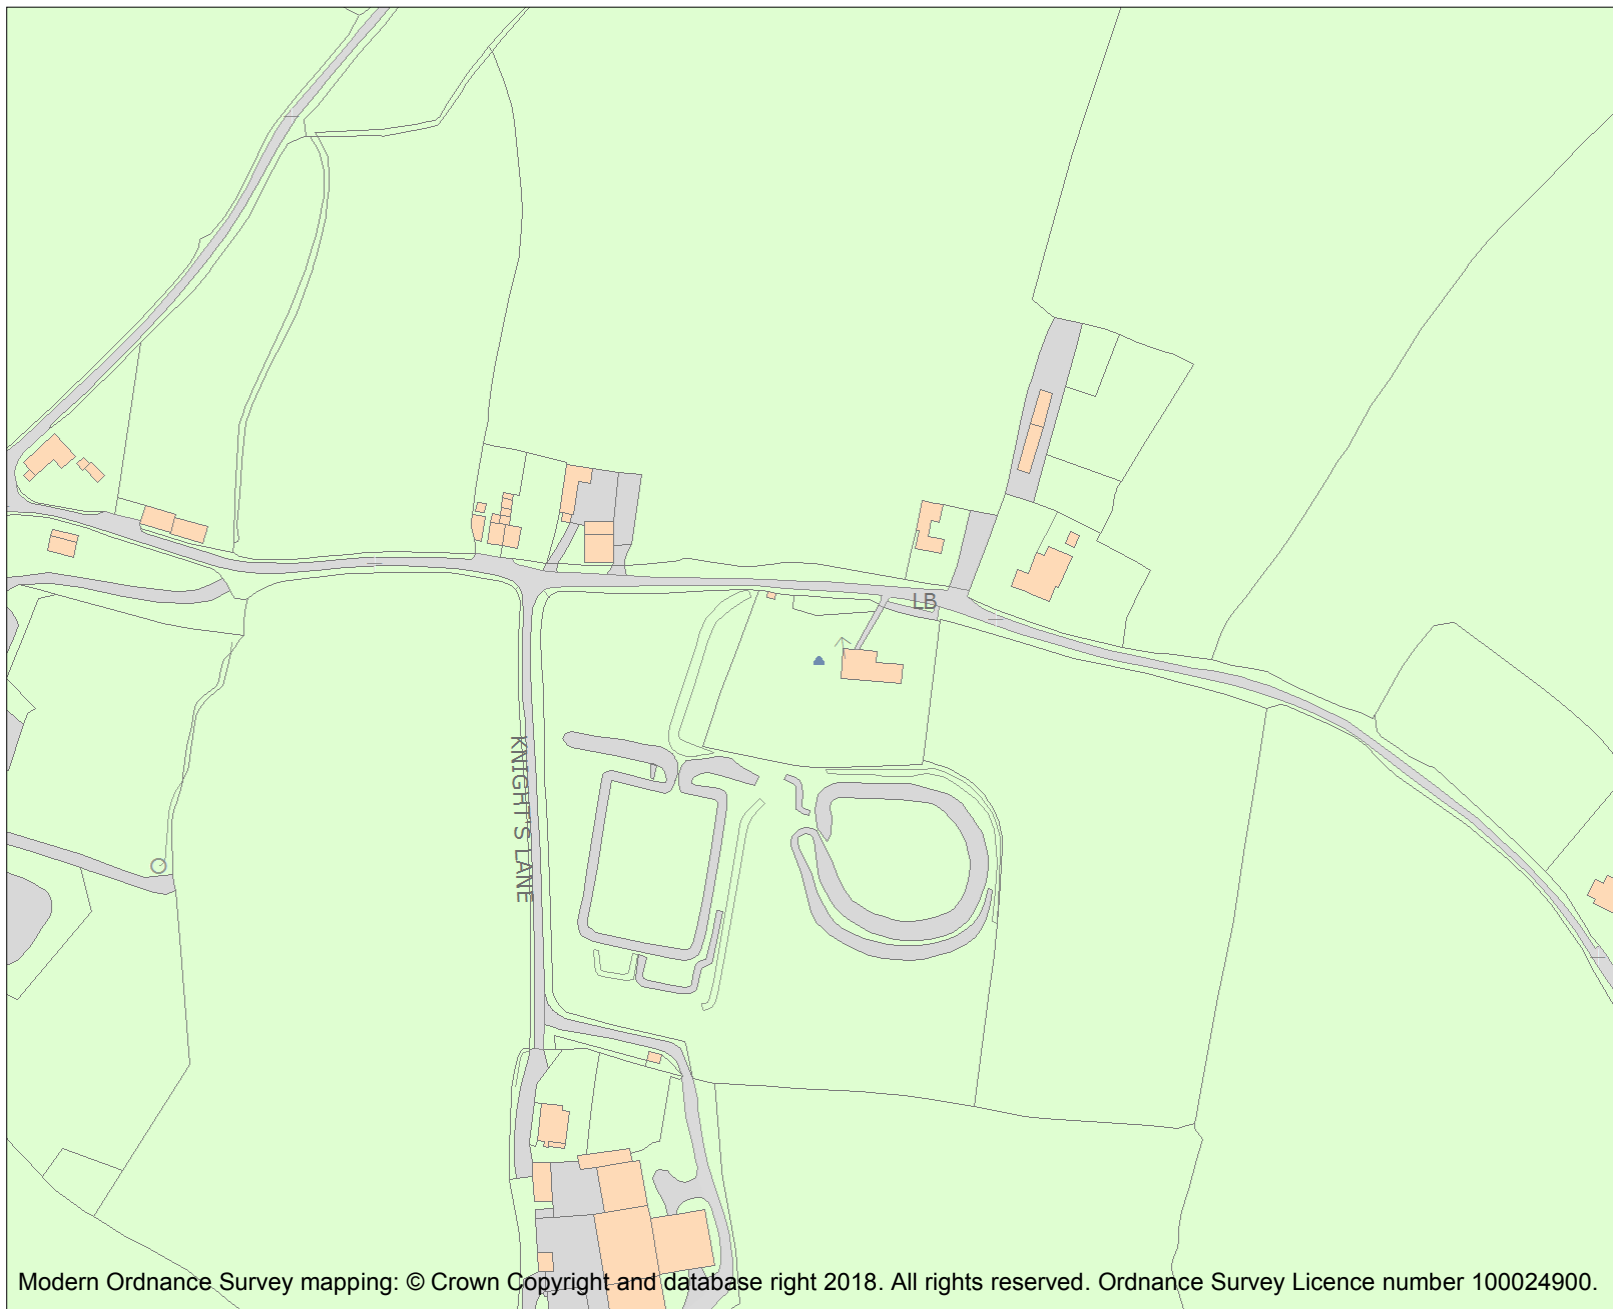 LB
KNIGHT'S LANE
Modern Ordnance Survey mapping: © Crown Copyright and database right 2018. All rights reserved. Ordnance Survey Licence number 100024900.